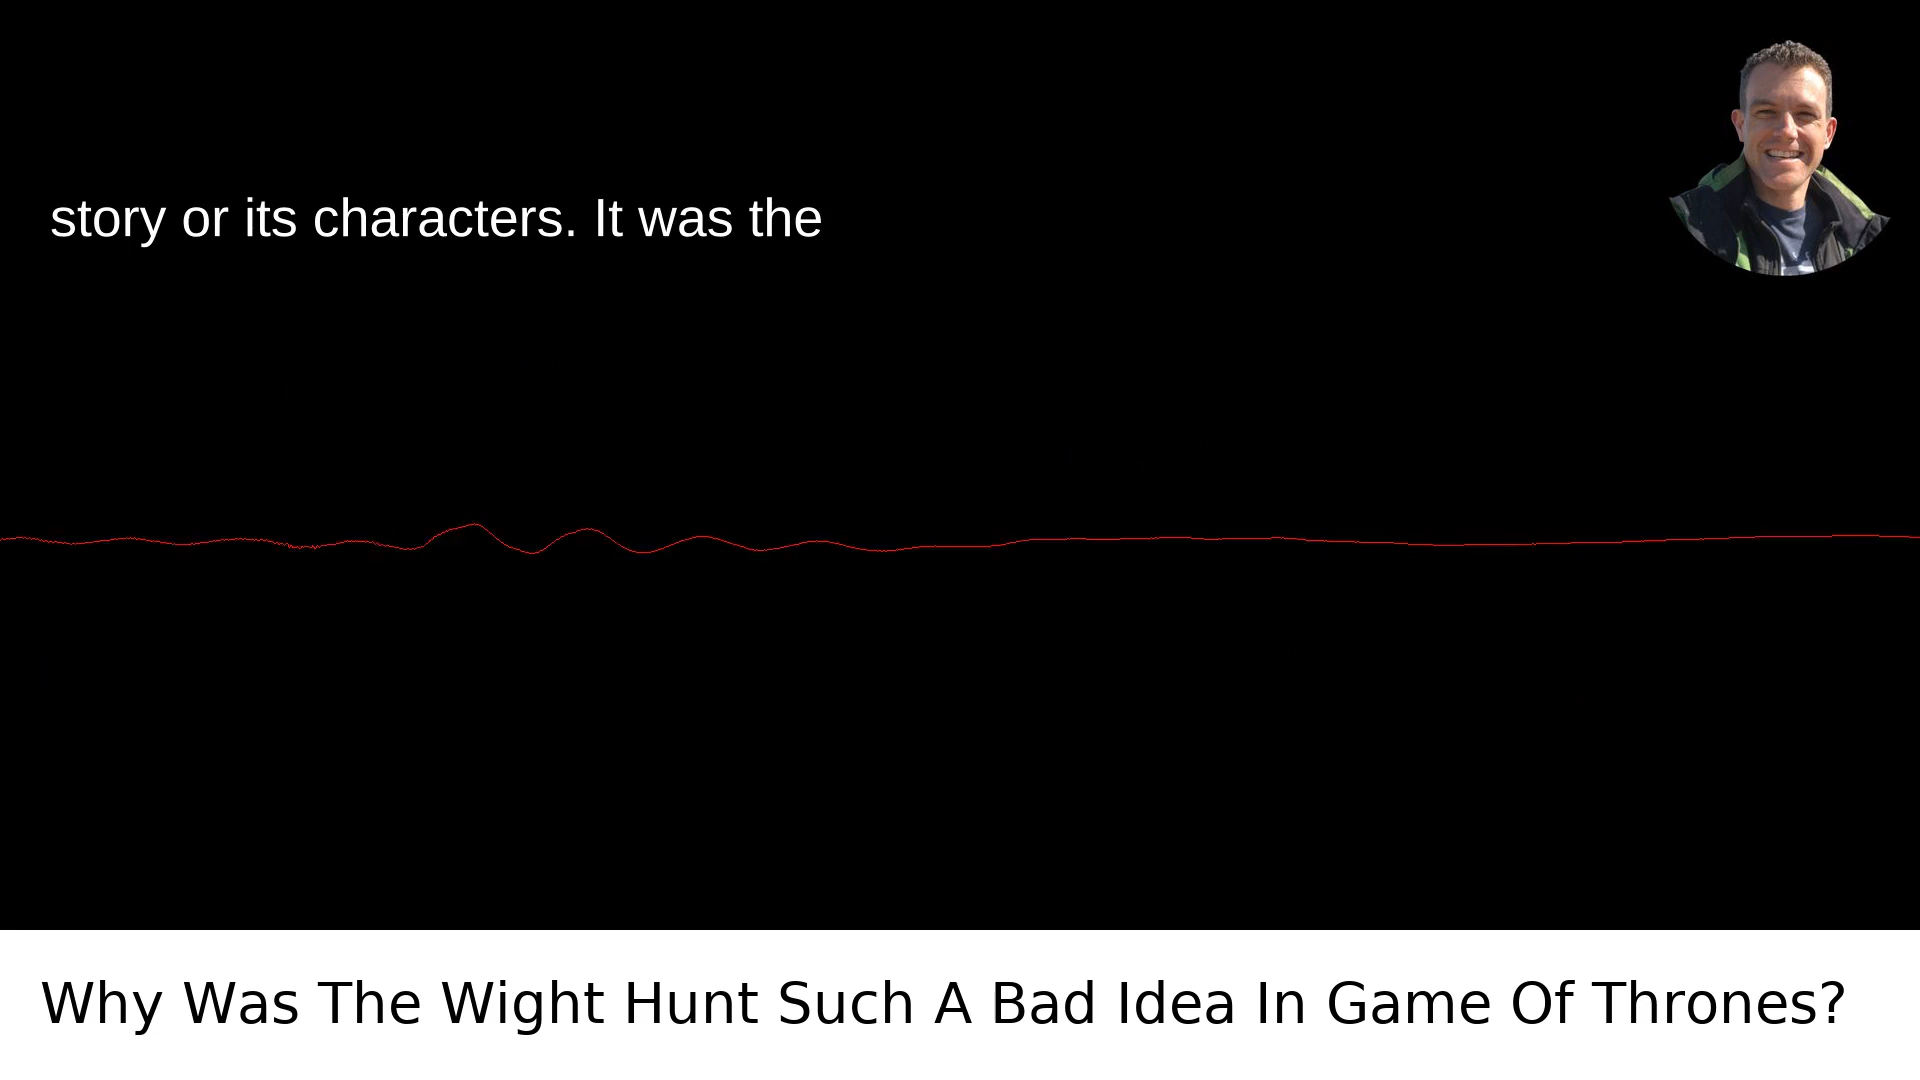 story or its characters. It was the
Why Was The Wight Hunt Such A Bad Idea In Game Of Thrones?